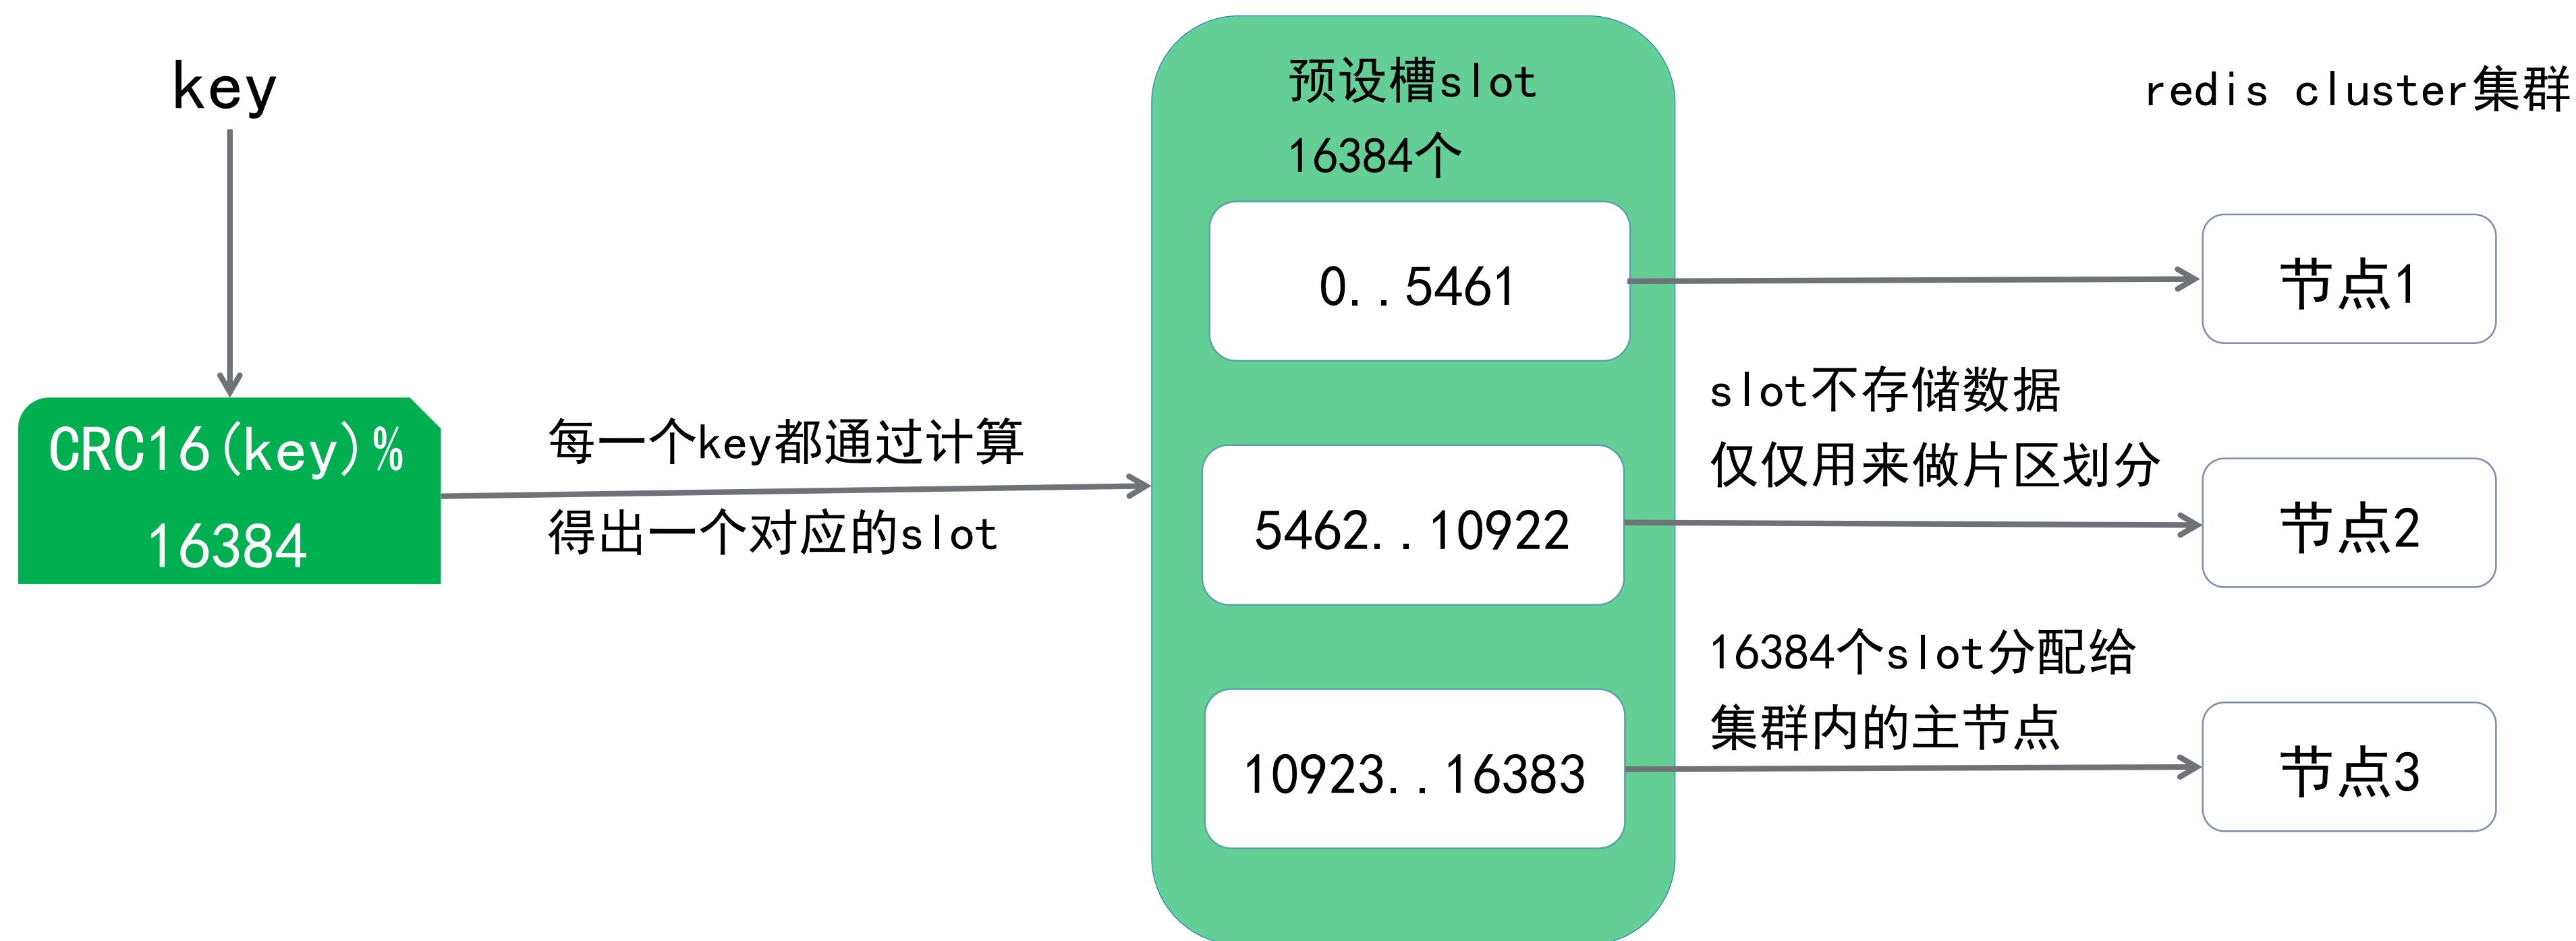 key
CRC16(key)%
16384
每一个key都通过计算
得出一个对应的slot
预设槽slot
16384个
0..5461
5462..10922
10923..16383
slot不存储数据
仅仅用来做片区划分
16384个slot分配给
集群内的主节点
redis cluster集群
节点1
节点2
节点3